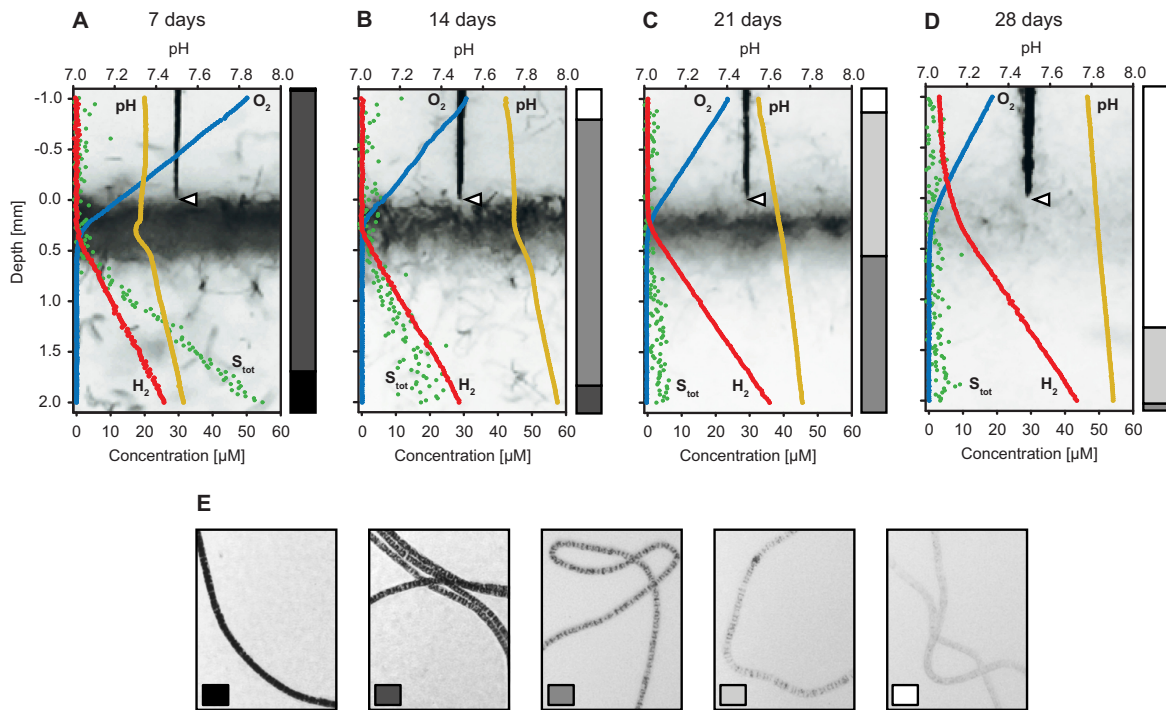 A 7 days
B 14 days
C 21 days
D 28 days
pH pH pH pH
7.0 7.2 7.4 7.6 7.8 8.0
7.0 7.2 7.4 7.6 7.8 8.0
7.0 7.2 7.4 7.6 7.8 8.0
7.0 7.2 7.4 7.6 7.8 8.0
Depth [mm]
-1.0
-0.5
0.0
0.5
1.0
1.5
2.0
pH O2 Stot H2
O2 pH Stot H2
O2 pH Stot H2
O2 pH Stot H2
0 10 20 30 40 50 60
0 10 20 30 40 50 60
0 10 20 30 40 50 60
0 10 20 30 40 50 60
Concentration [µM]
Concentration [µM]
Concentration [µM]
Concentration [µM]
E